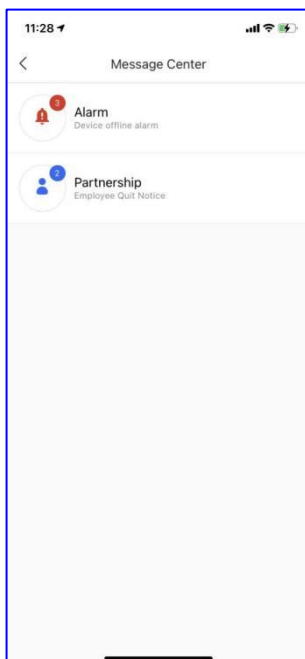 11:28
Message Center
3
Alarm
Device offline alarm
2
Partnership
Employee Quit Notice